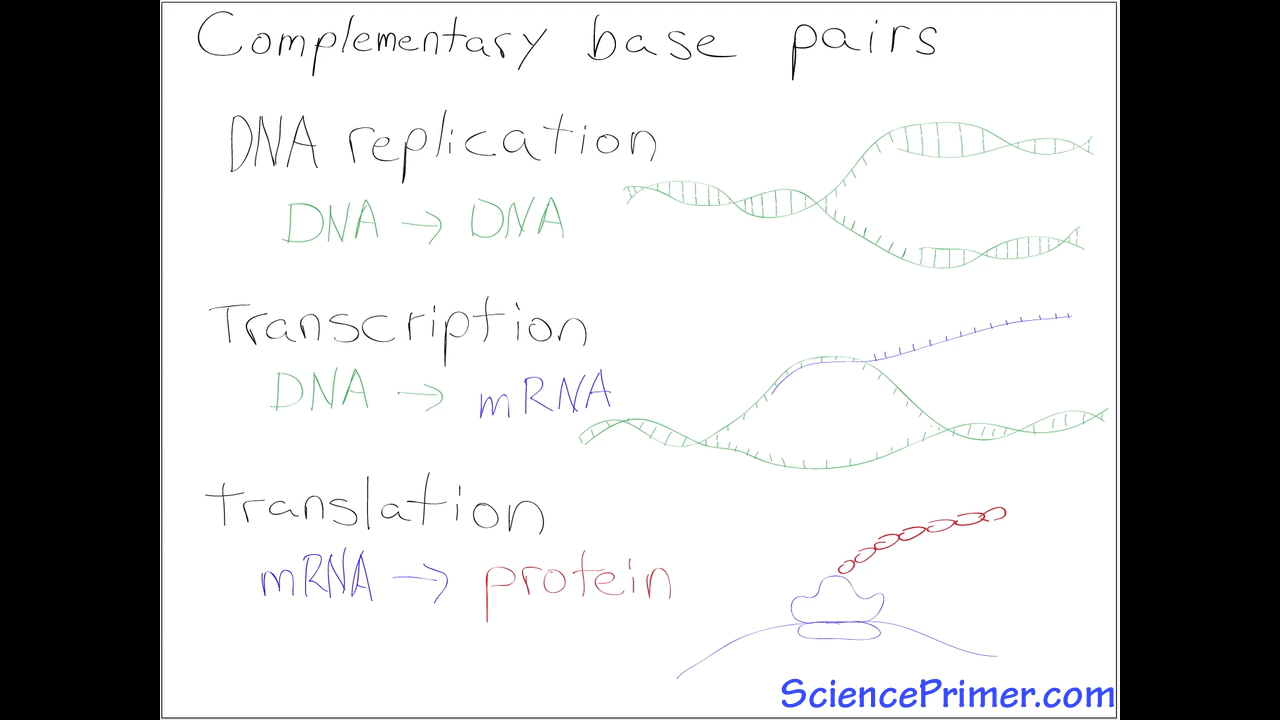 Complementary base pairs
DNA replication
DNA → DNA
Transcription
DNA → mRNA
translation
mRNA → protein
SciencePrimer.com